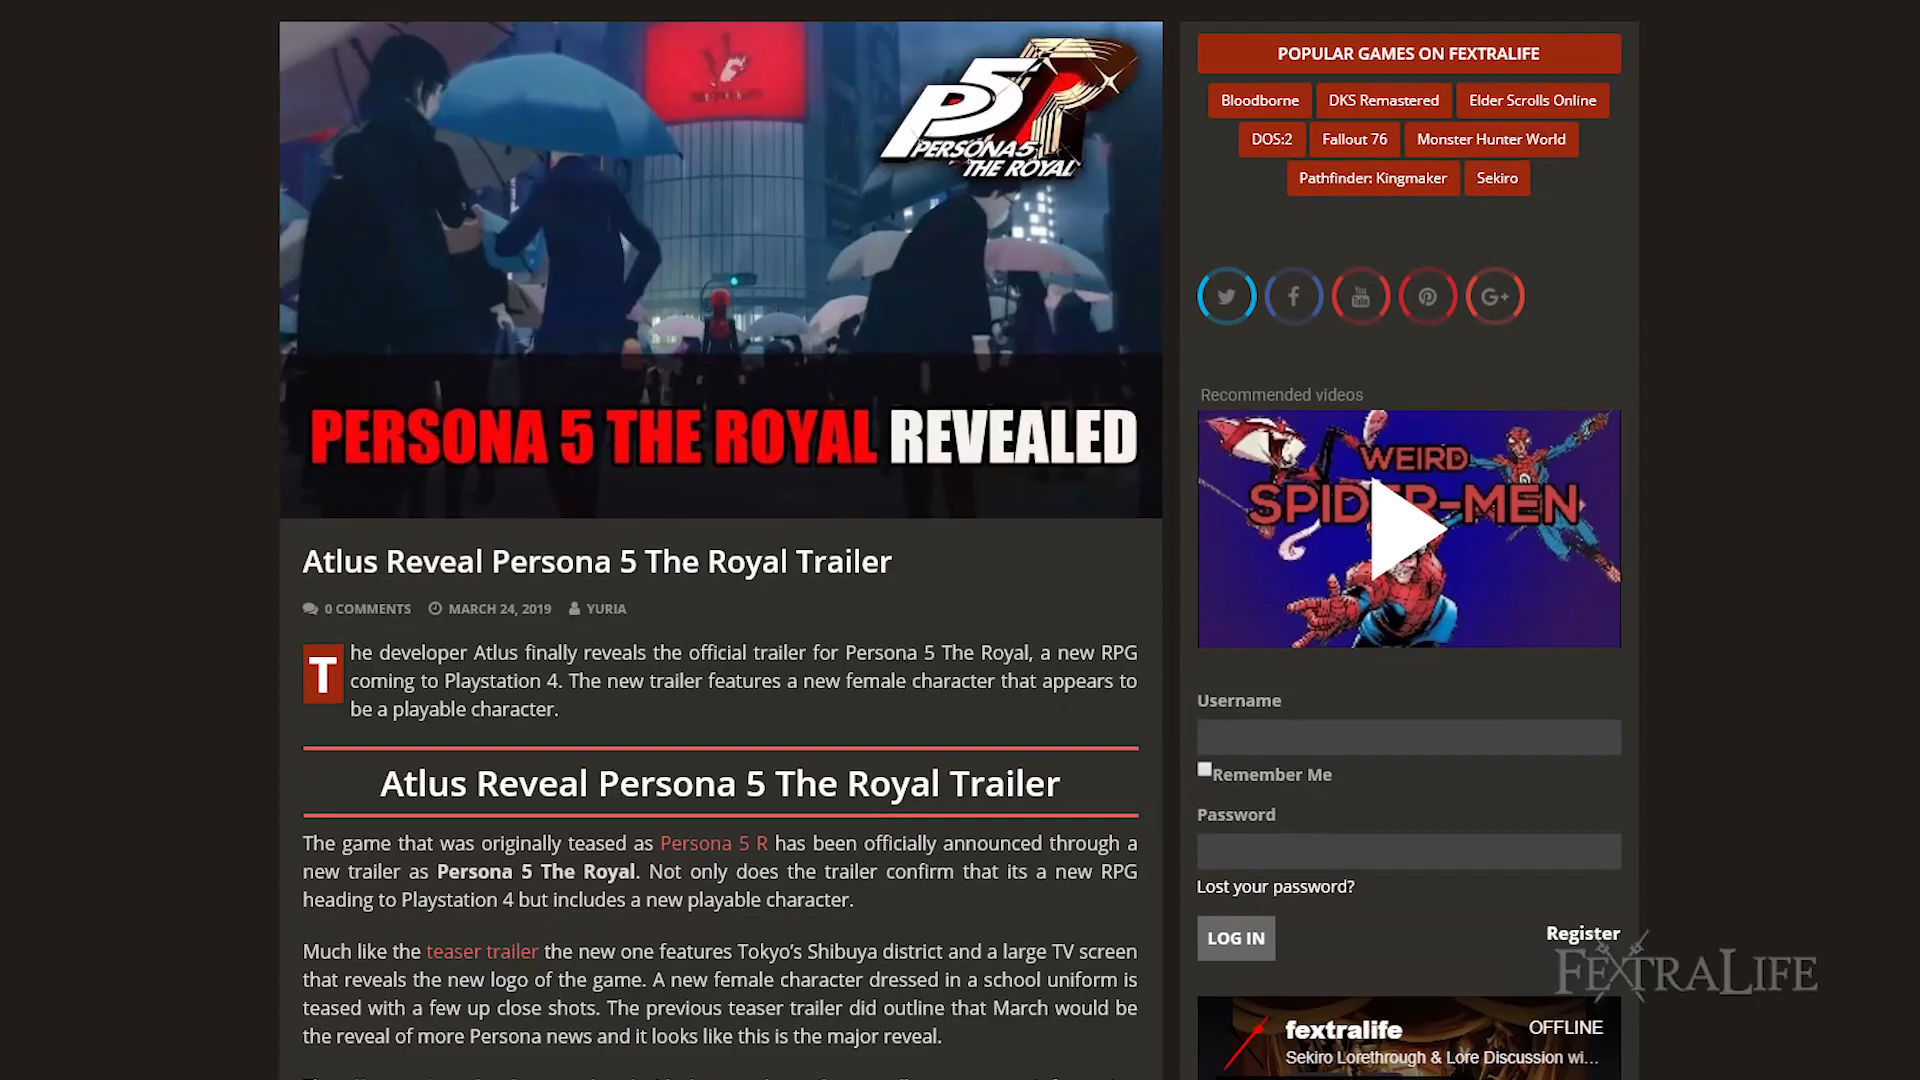 P5R
PERSONA5
THE ROYAL
PERSONA 5 THE ROYAL REVEALED
Atlus Reveal Persona 5 The Royal Trailer
0 COMMENTS MARCH 24, 2019 YURIA
The developer Atlus finally reveals the official trailer for Persona 5 The Royal, a new RPG
coming to Playstation 4. The new trailer features a new female character that appears to
be a playable character.
Atlus Reveal Persona 5 The Royal Trailer
The game that was originally teased as Persona 5 R has been officially announced through a
new trailer as Persona 5 The Royal. Not only does the trailer confirm that its a new RPG
heading to Playstation 4 but includes a new playable character.
Much like the teaser trailer the new one features Tokyo’s Shibuya district and a large TV screen
that reveals the new logo of the game. A new female character dressed in a school uniform is
teased with a few up close shots. The previous teaser trailer did outline that March would be
the reveal of more Persona news and it looks like this is the major reveal.
POPULAR GAMES ON FEXTRALIFE
Bloodborne DKS Remastered Elder Scrolls Online
DOS:2 Fallout 76 Monster Hunter World
Pathfinder: Kingmaker Sekiro
You Tube G+
Recommended videos
WEIRD
SPIDER-MEN
Username
Remember Me
Password
Lost your password?
LOG IN Register
FEXTRALIFE
fextralife OFFLINE
Sekiro Lorethrough & Lore Discussion wi...